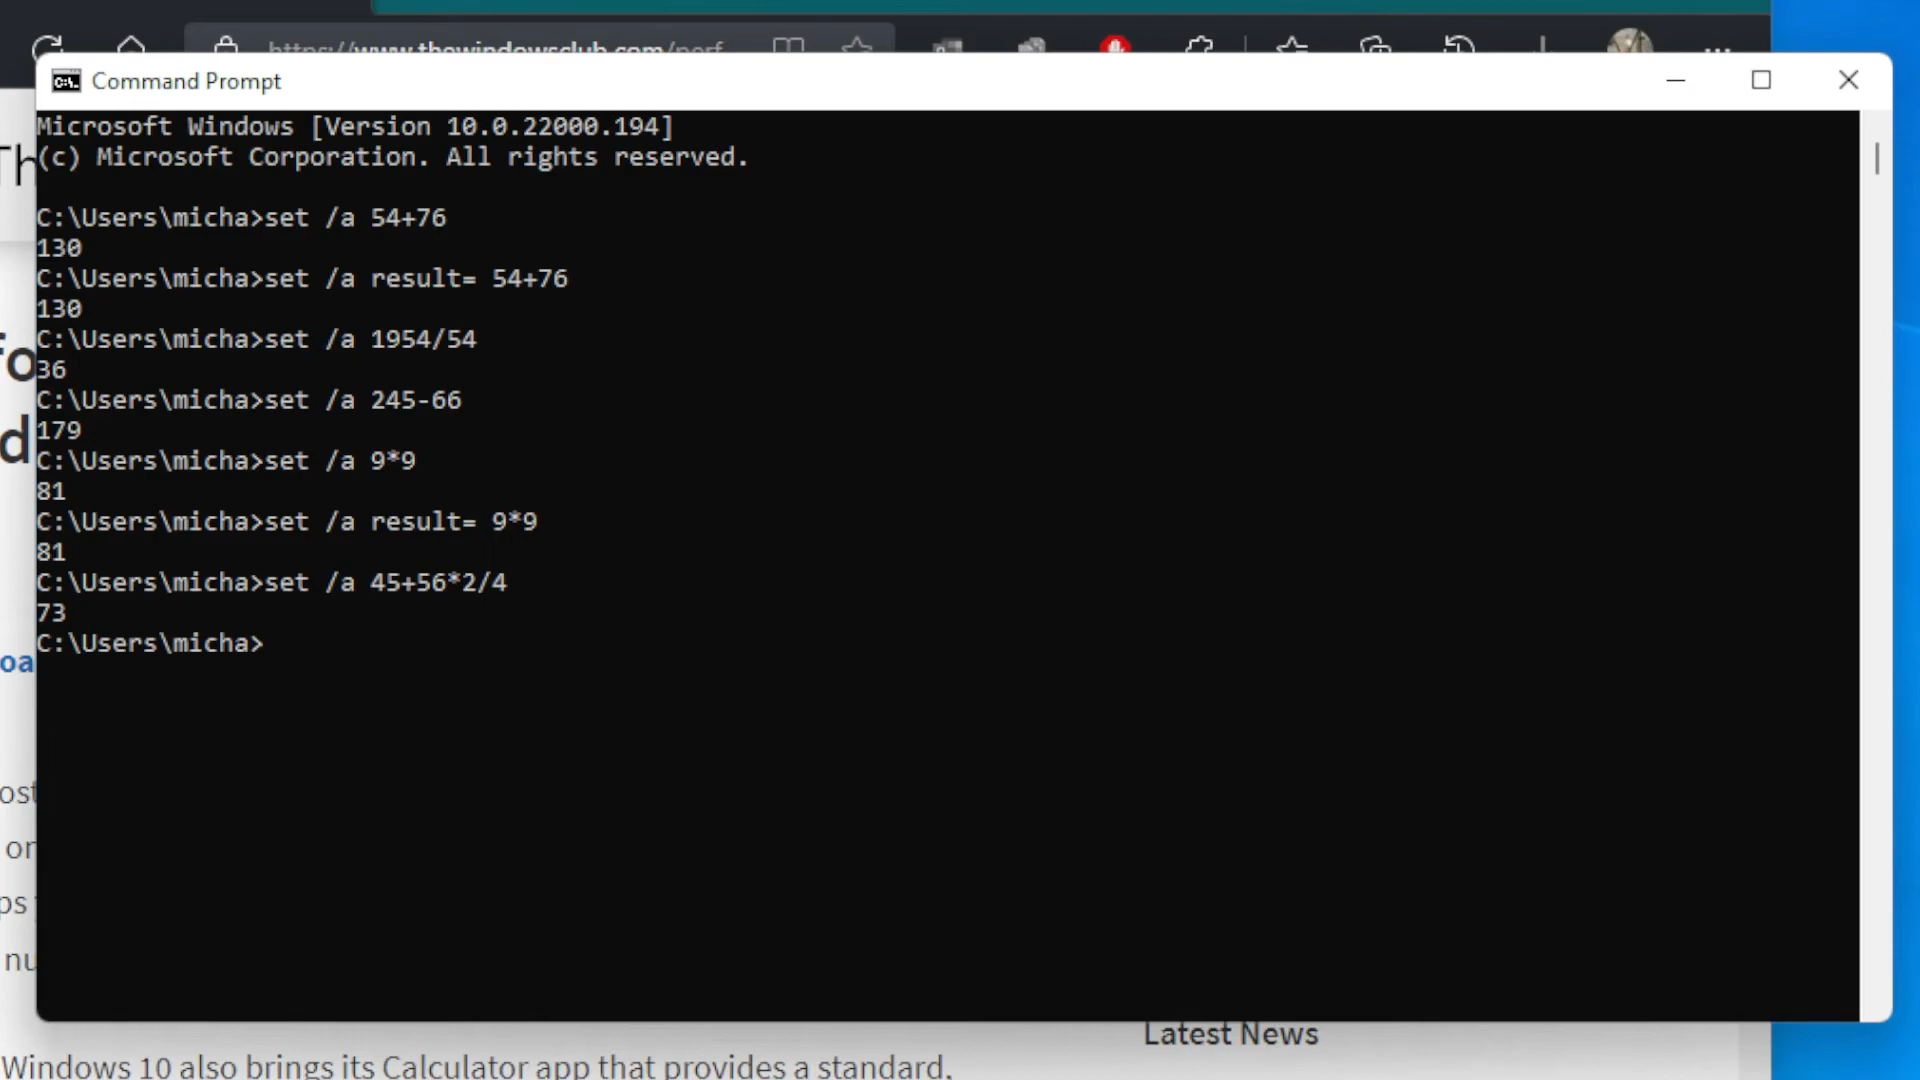 https://www.thewindowsclub.com/perf
Command Prompt
Microsoft Windows [Version 10.0.22000.194]
(c) Microsoft Corporation. All rights reserved.
C:\Users\micha>set /a 54+76
130
C:\Users\micha>set /a result= 54+76
130
C:\Users\micha>set /a 1954/54
36
C:\Users\micha>set /a 245-66
179
C:\Users\micha>set /a 9*9
81
C:\Users\micha>set /a result= 9*9
81
C:\Users\micha>set /a 45+56*2/4
73
C:\Users\micha>
Latest News
Windows 10 also brings its Calculator app that provides a standard,